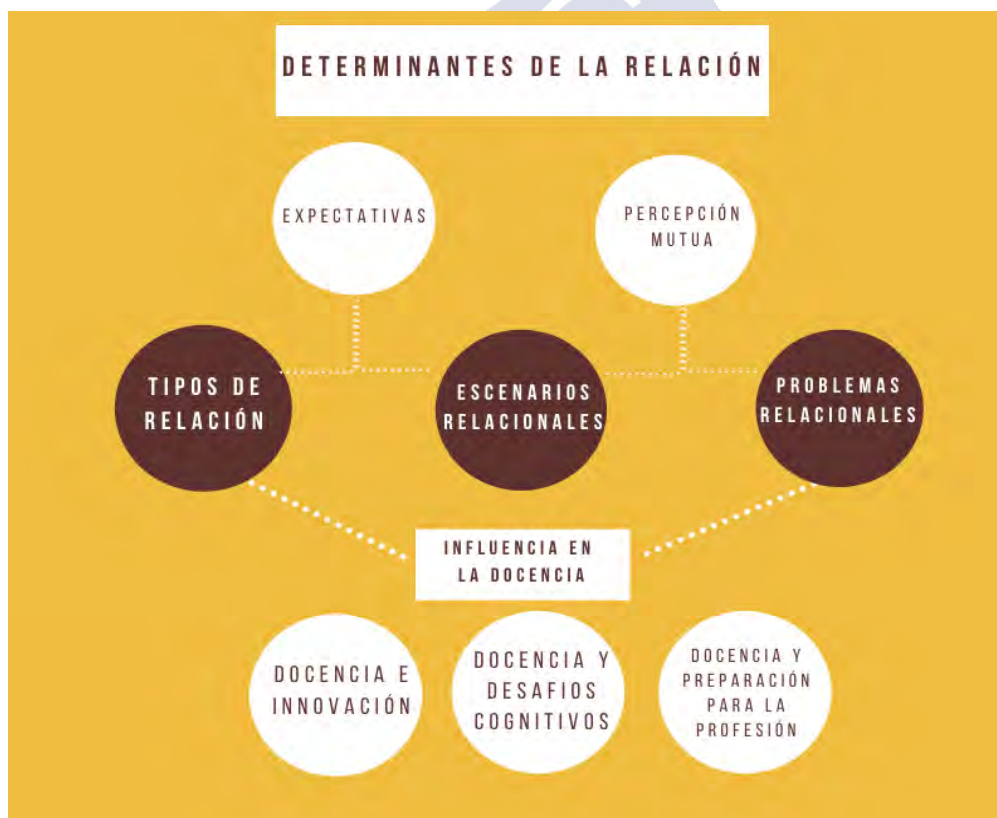 DETERMINANTES DE LA RELACIÓN
EXPECTATIVAS
PERCEPCIÓN
MUTUA
TIPOS DE
RELACIÓN
ESCENARIOS
RELACIONALES
PROBLEMAS
RELACIONALES
INFLUENCIA EN
LA DOCENCIA
DOCENCIA E
INNOVACIÓN
DOCENCIA Y
DESAFIOS
COGNITIVOS
DOCENCIA Y
PREPARACIÓN
PARA LA
PROFESIÓN